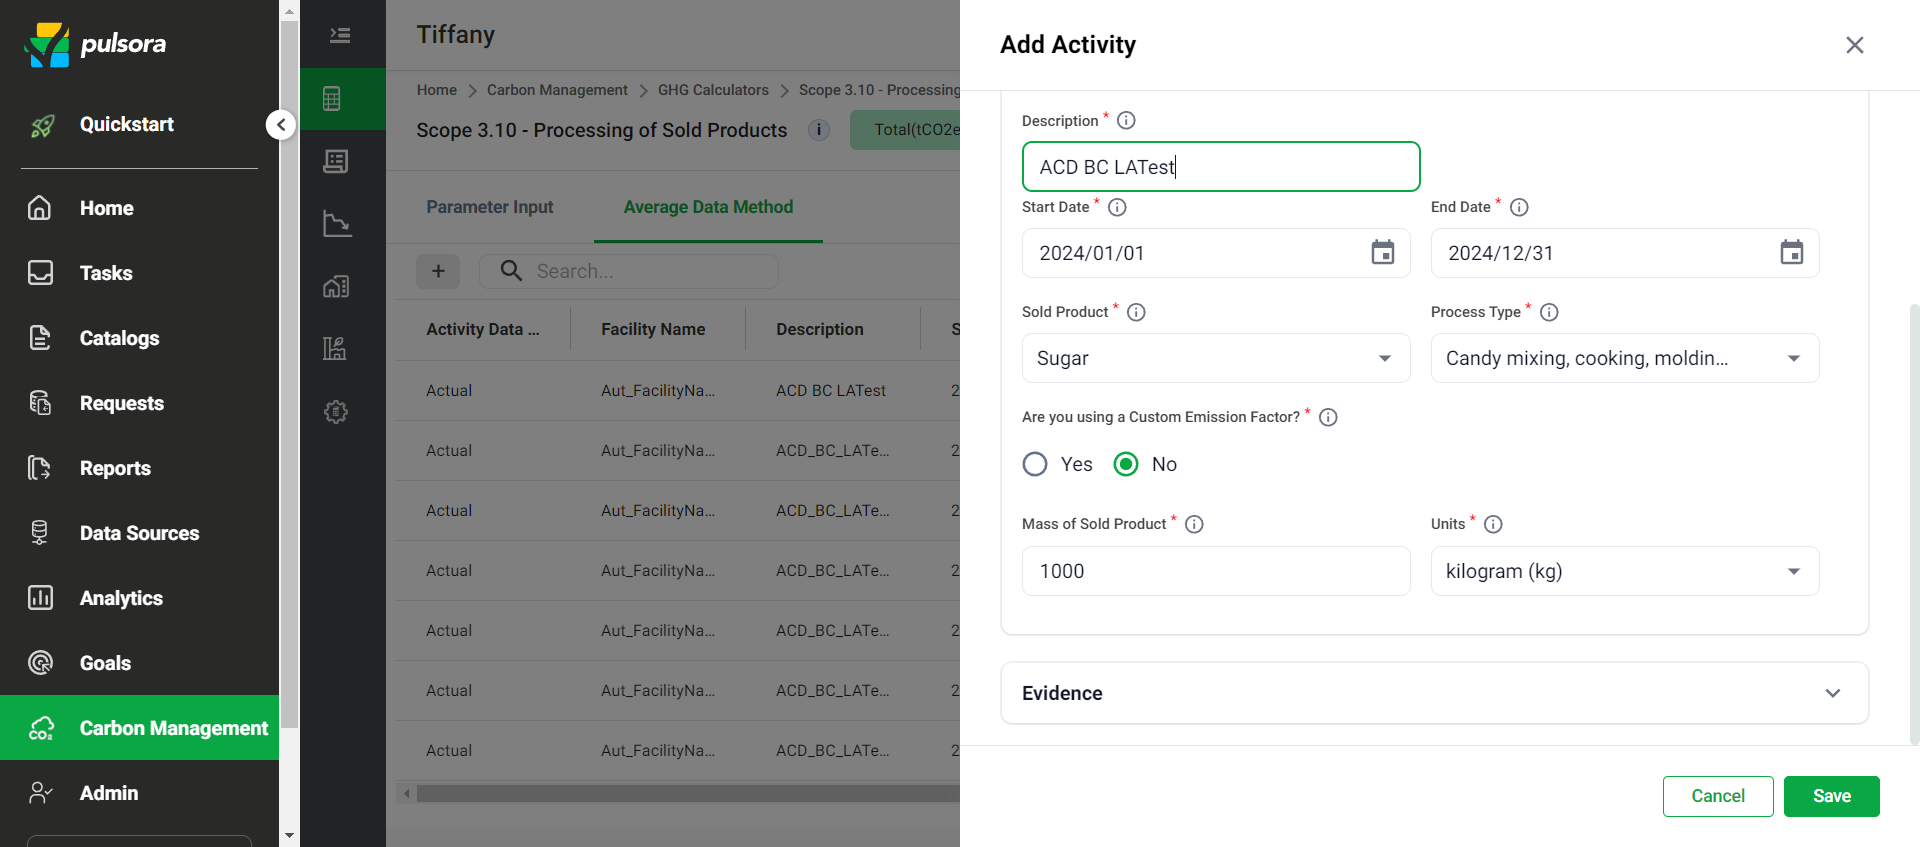 pulsora
Quickstart
Home
Tasks
Catalogs
Requests
Reports
Data Sources
Analytics
Goals
Carbon Management
Admin
Tiffany
Home > Carbon Management > GHG Calculators > Scope 3.10 - Processing
Scope 3.10 - Processing of Sold Products i Total(tCO2e
Parameter Input Average Data Method
+ Search...
Activity Data ... Facility Name Description S
Actual Aut_FacilityNa... ACD BC LATest 2
Actual Aut_FacilityNa... ACD_BC_LATe... 2
Actual Aut_FacilityNa... ACD_BC_LATe... 2
Actual Aut_FacilityNa... ACD_BC_LATe... 2
Actual Aut_FacilityNa... ACD_BC_LATe... 2
Actual Aut_FacilityNa... ACD_BC_LATe... 2
Actual Aut_FacilityNa... ACD_BC_LATe... 2
Add Activity
Description *
ACD BC LATest
Start Date * End Date *
2024/01/01 2024/12/31
Sold Product * Process Type *
Sugar Candy mixing, cooking, moldin...
Are you using a Custom Emission Factor? *
Yes No
Mass of Sold Product * Units *
1000 kilogram (kg)
Evidence
Cancel Save